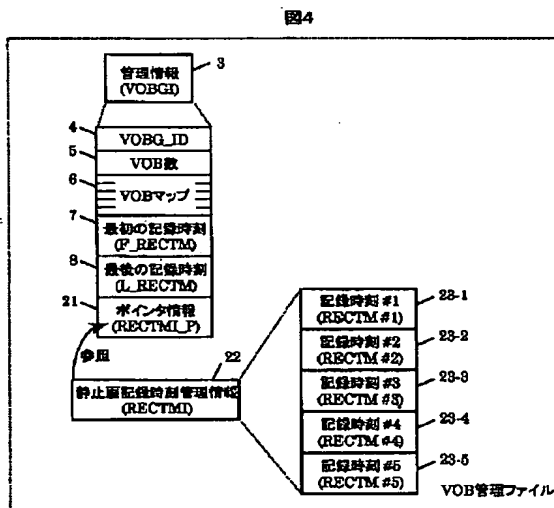 図4
管理情報
(VOBGI)
3
4
VOBG_ID
5
VOB数
6
VOBマップ
7
最初の記録時刻
(F_RECTM)
8
最後の記録時刻
(L_RECTM)
21
ポインタ情報
(RECTMI_P)
参照
22
静止画記録時刻管理情報
(RECTMI)
記録時刻 #1
(RECTM #1)
23-1
記録時刻 #2
(RECTM #2)
23-2
記録時刻 #3
(RECTM #3)
23-3
記録時刻 #4
(RECTM #4)
23-4
記録時刻 #5
(RECTM #5)
23-5
VOB管理ファイル